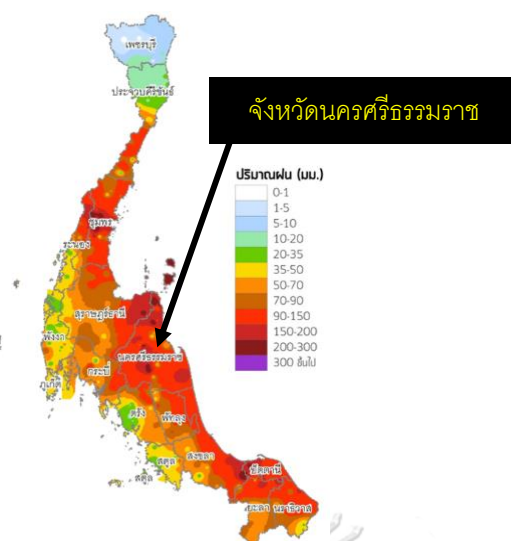 เพชรบุรี
ประจวบคีรีขันธ์
จังหวัดนครศรีธรรมราช
ปริมาณฝน (มม.)
0-1
1-5
5-10
10-20
20-35
35-50
50-70
70-90
90-150
150-200
200-300
300 ขึ้นไป
ชุมพร
ระนอง
สุราษฎร์ธานี
พังงา
นครศรีธรรมราช
กระบี่
ภูเก็ต
ตรัง
พัทลุง
สตูล
สงขลา
สตูล
ปัตตานี
ยะลา
นราธิวาส